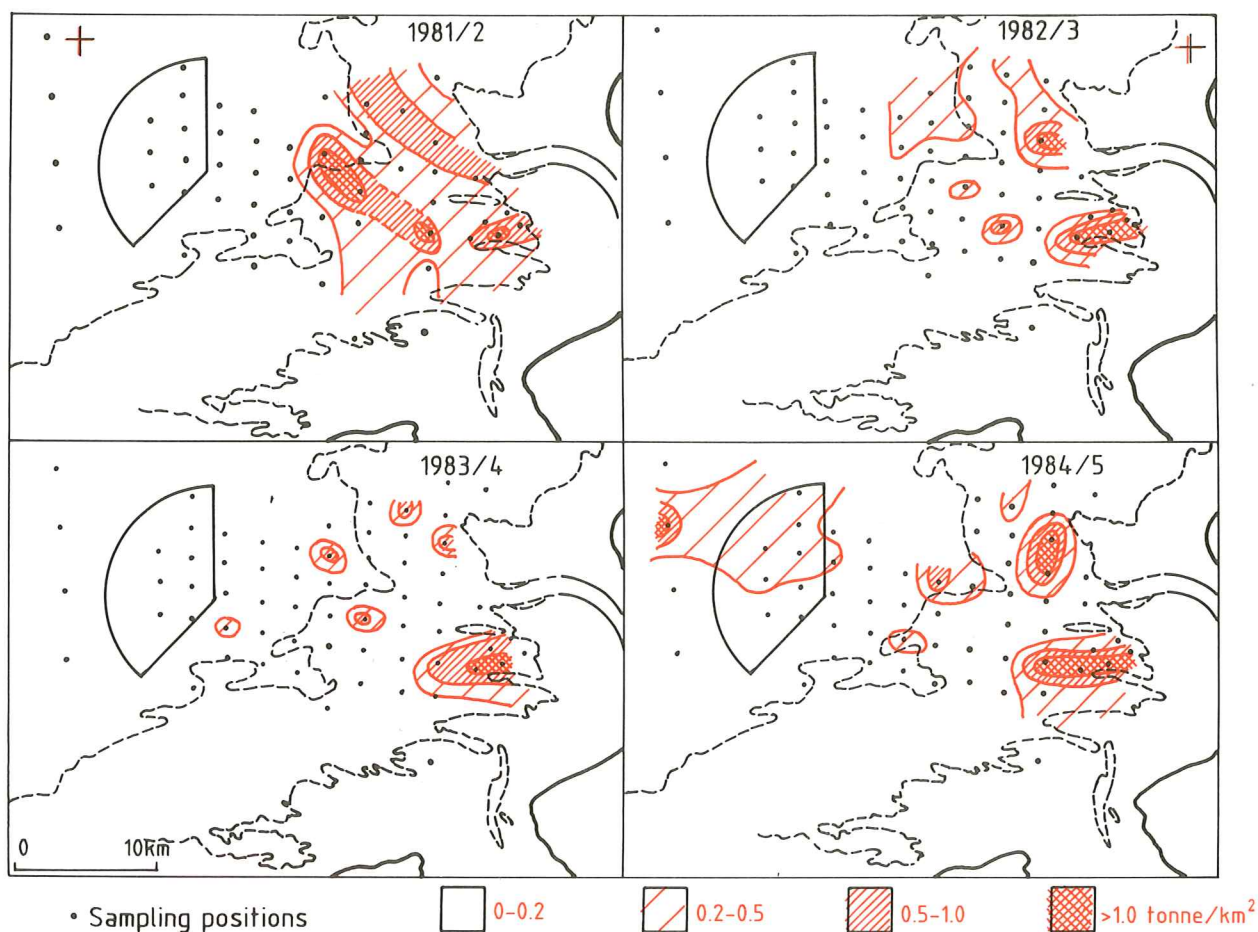 1981/2
1982/3
1983/4
1984/5
0 10km
• Sampling positions
0-0.2
0.2-0.5
0.5-1.0
>1.0 tonne/km²